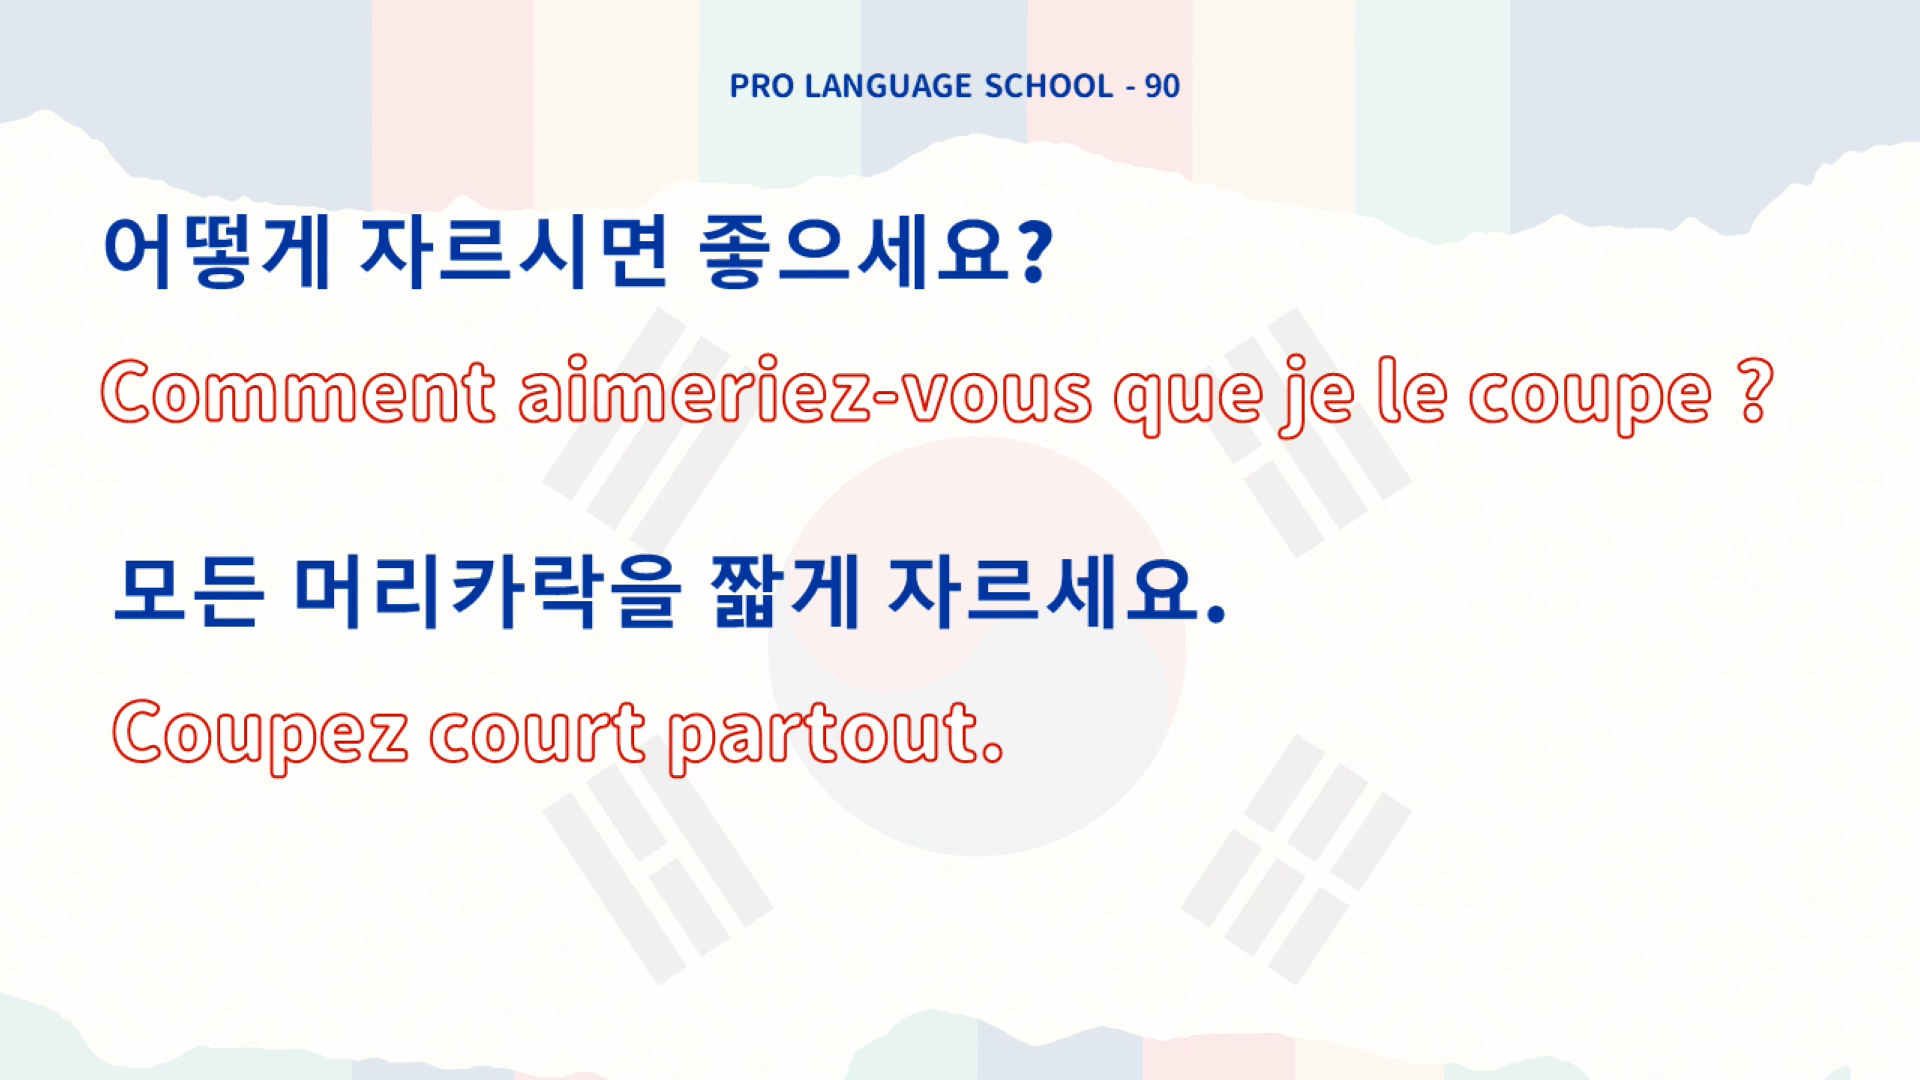 PRO LANGUAGE SCHOOL - 90
어떻게 자르시면 좋으세요?
Comment aimeriez-vous que je le coupe ?
모든 머리카락을 짧게 자르세요.
Coupez court partout.